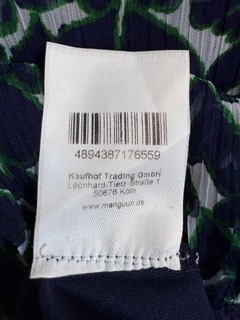 4894387176559
Kaufhof Trading GmbH
Leonhard-Tietz-Straße 1
50676 Köln
www.manguun.de